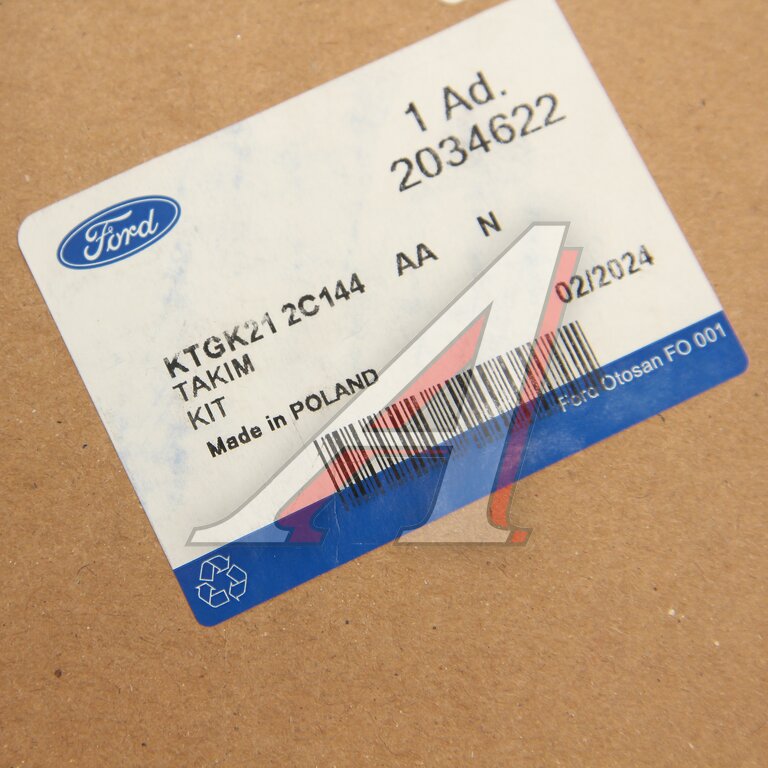 1 Ad.
2034622
Ford
KTGK21 2C144 AA N
TAKIM
02/2024
KIT
Made in POLAND
Ford Otosan FO 001